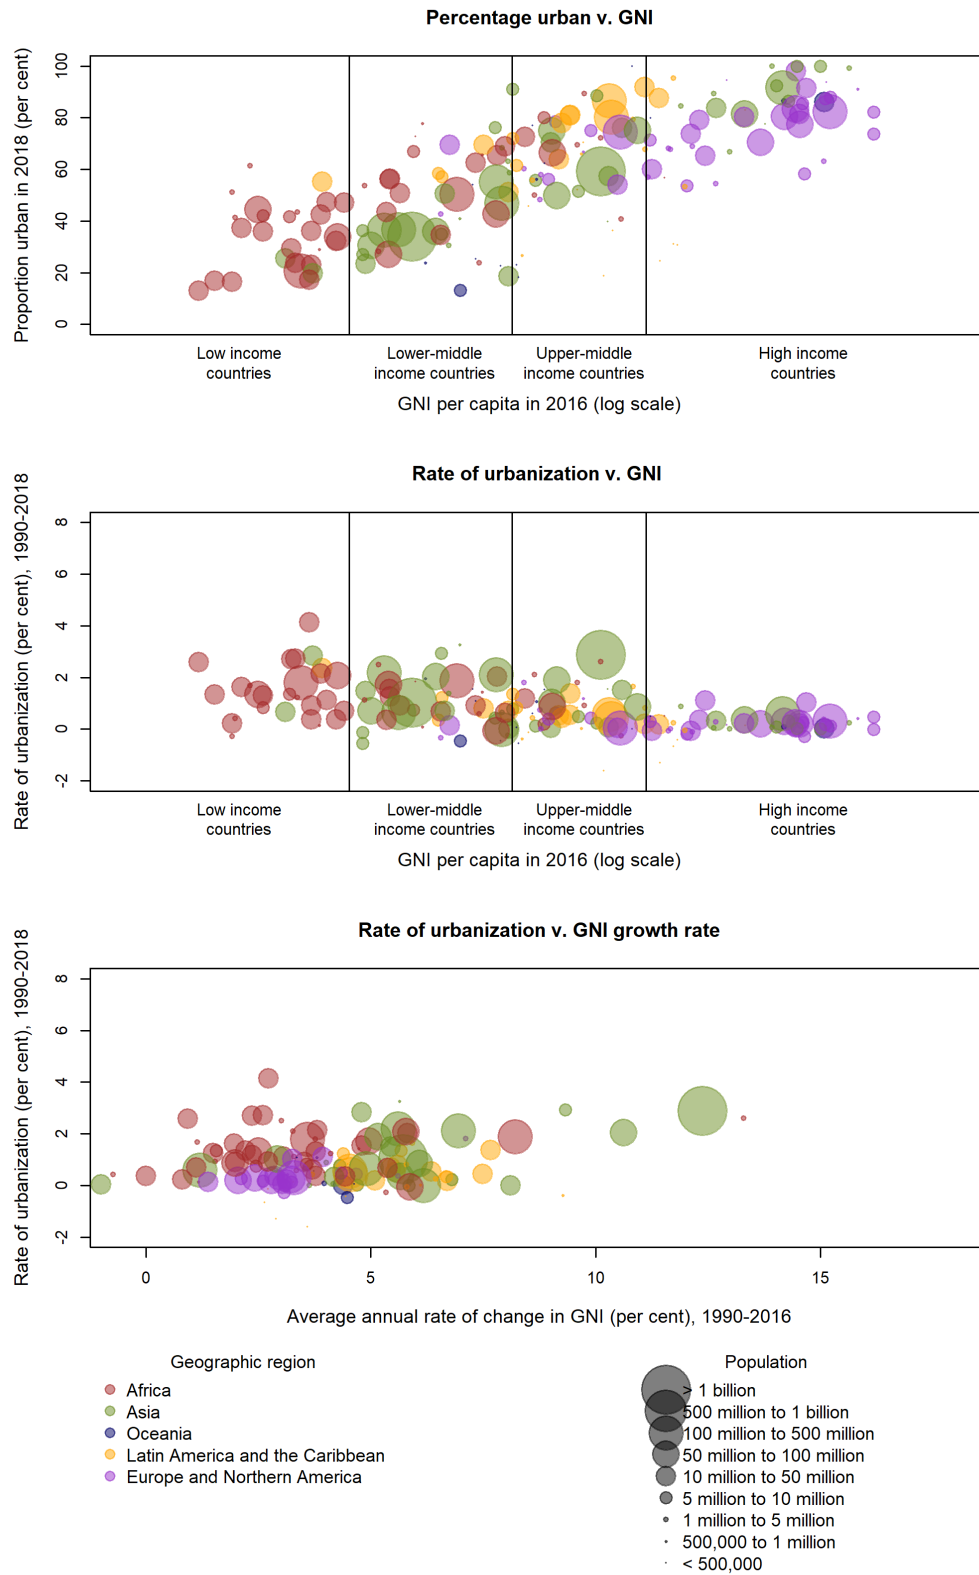 Percentage urban v. GNI
Proportion urban in 2018 (per cent)
100
80
60
40
20
0
Low income
countries
Lower-middle
income countries
Upper-middle
income countries
High income
countries
GNI per capita in 2016 (log scale)
Rate of urbanization v. GNI
Rate of urbanization (per cent), 1990-2018
8
6
4
2
0
-2
Low income
countries
Lower-middle
income countries
Upper-middle
income countries
High income
countries
GNI per capita in 2016 (log scale)
Rate of urbanization v. GNI growth rate
Rate of urbanization (per cent), 1990-2018
8
6
4
2
0
-2
0 5 10 15
Average annual rate of change in GNI (per cent), 1990-2016
Geographic region
Africa
Asia
Oceania
Latin America and the Caribbean
Europe and Northern America
Population
> 1 billion
500 million to 1 billion
100 million to 500 million
50 million to 100 million
10 million to 50 million
5 million to 10 million
1 million to 5 million
500,000 to 1 million
< 500,000